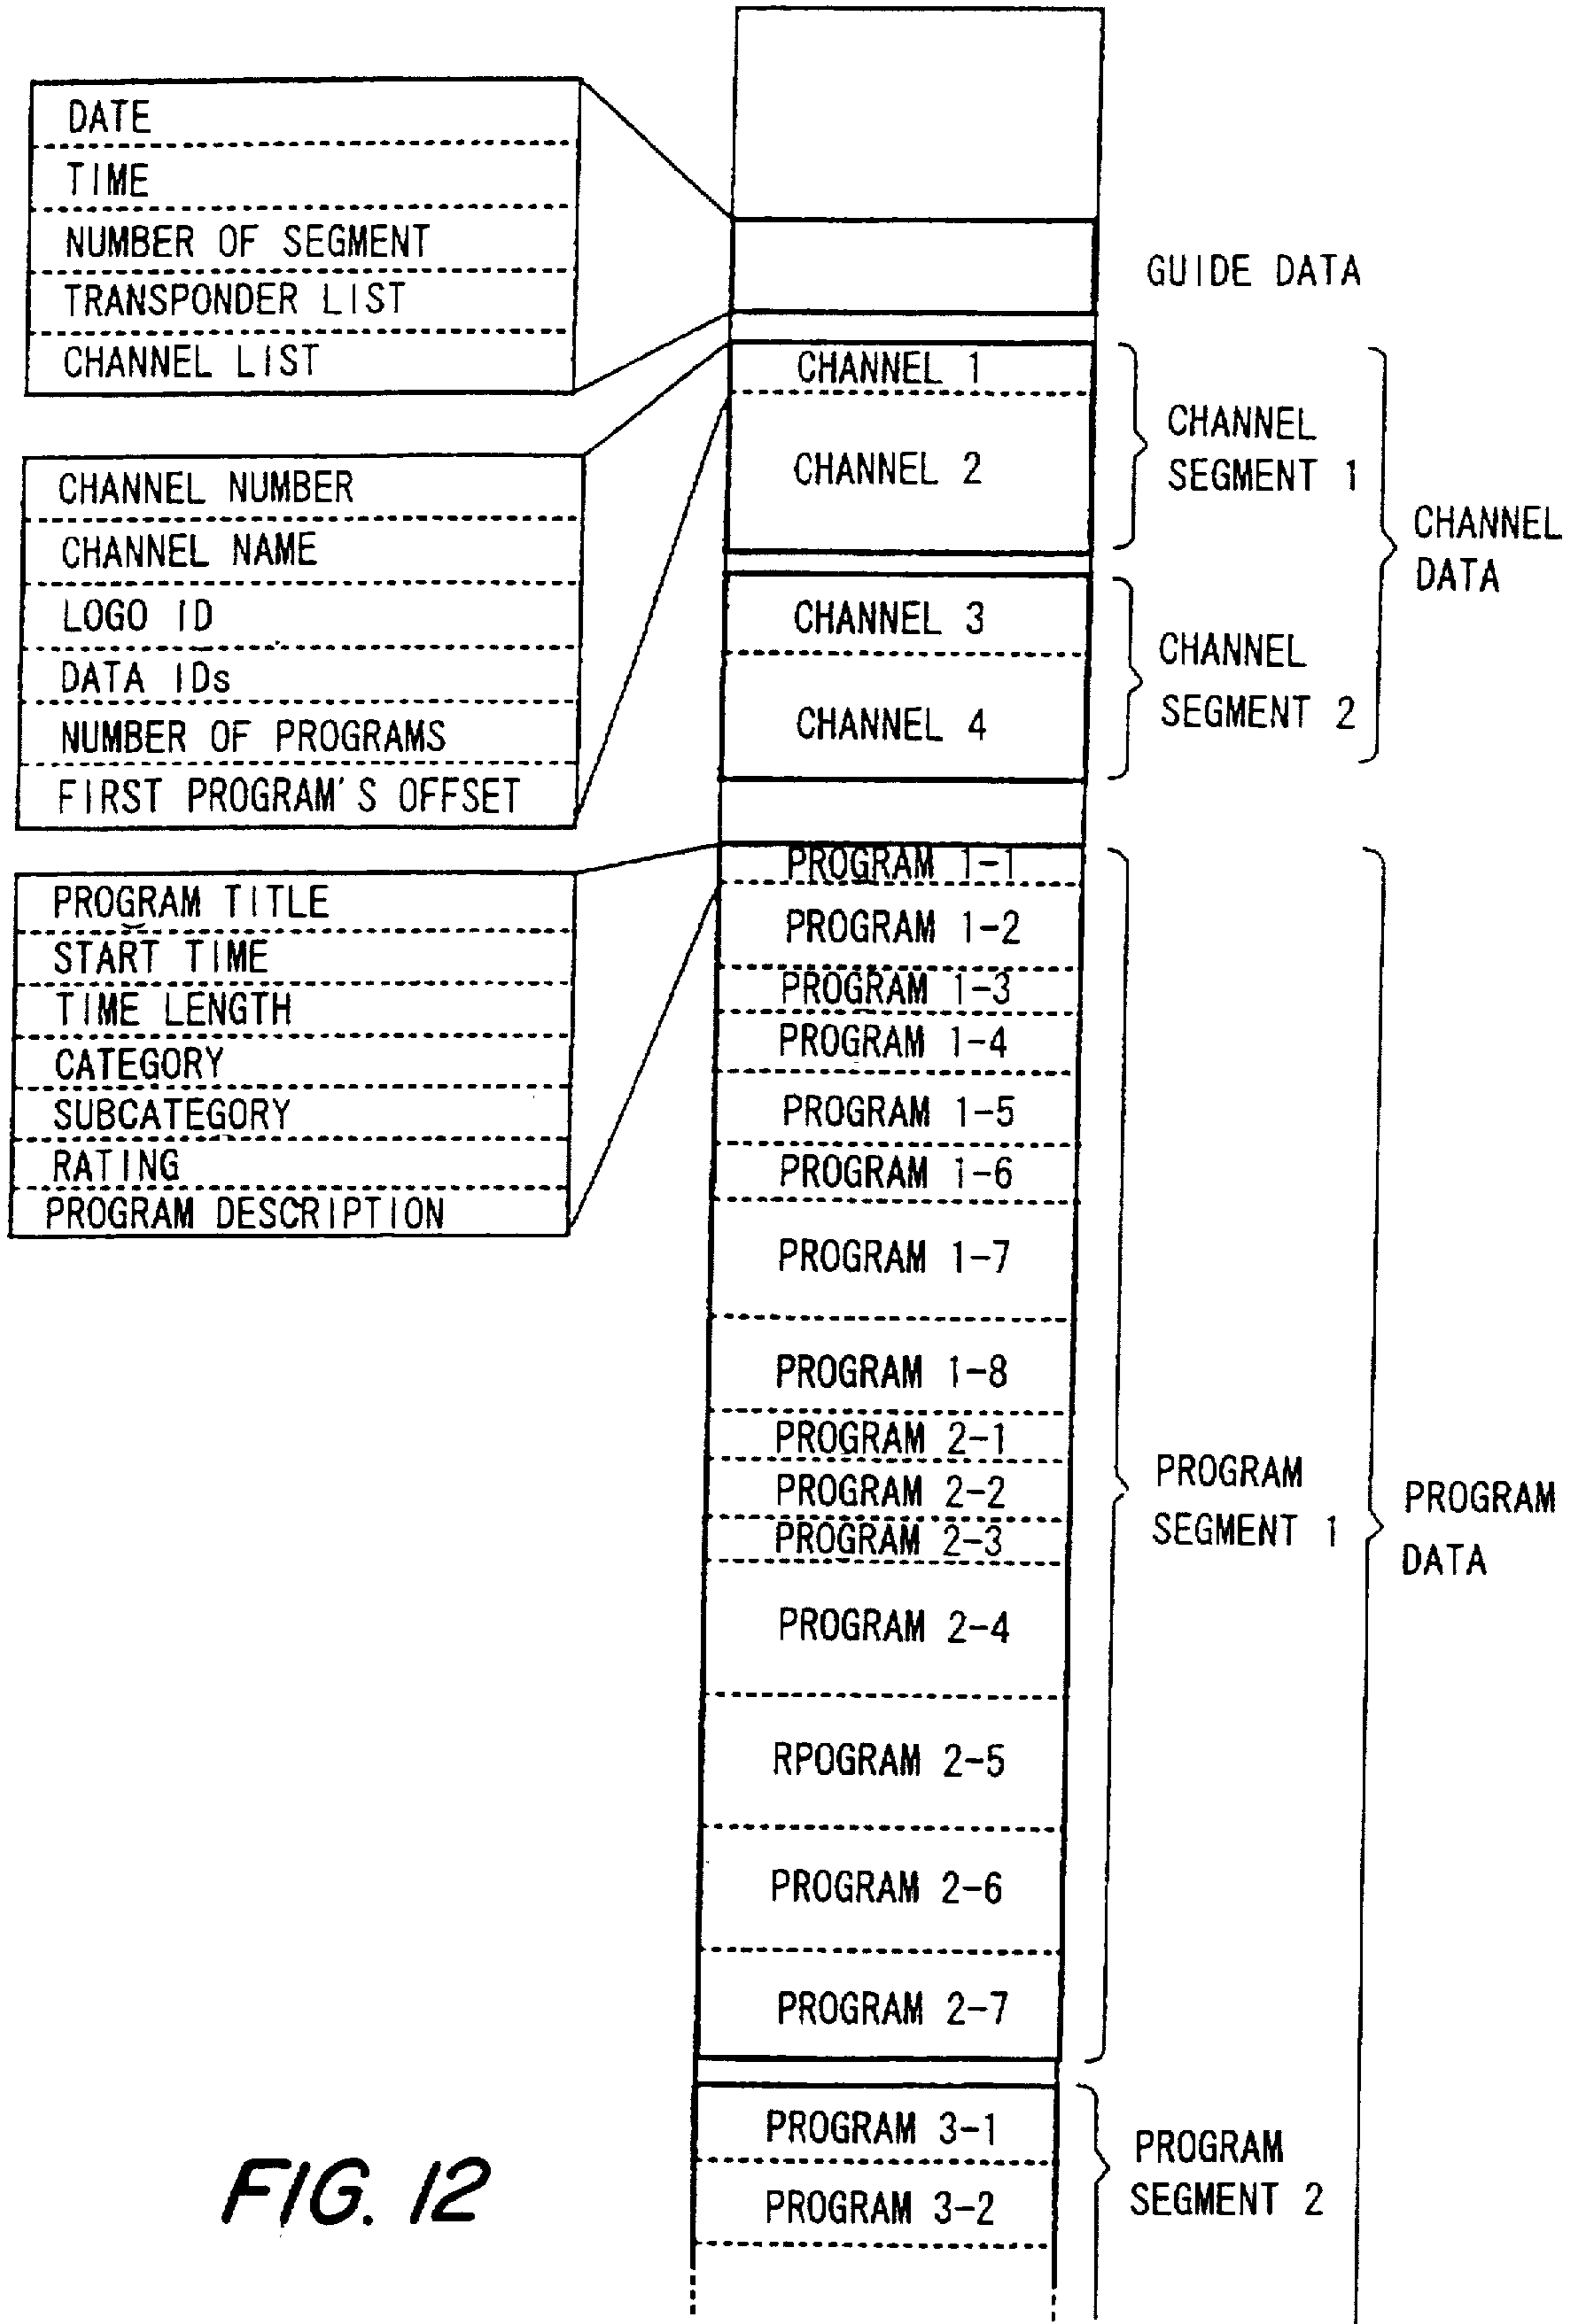 DATE
TIME
NUMBER OF SEGMENT
TRANSPONDER LIST
CHANNEL LIST
GUIDE DATA
CHANNEL NUMBER
CHANNEL NAME
LOGO ID
DATA IDs
NUMBER OF PROGRAMS
FIRST PROGRAM'S OFFSET
CHANNEL 1
CHANNEL 2
CHANNEL
SEGMENT 1
CHANNEL 3
CHANNEL 4
CHANNEL
SEGMENT 2
CHANNEL
DATA
PROGRAM TITLE
START TIME
TIME LENGTH
CATEGORY
SUBCATEGORY
RATING
PROGRAM DESCRIPTION
PROGRAM 1-1
PROGRAM 1-2
PROGRAM 1-3
PROGRAM 1-4
PROGRAM 1-5
PROGRAM 1-6
PROGRAM 1-7
PROGRAM 1-8
PROGRAM 2-1
PROGRAM 2-2
PROGRAM 2-3
PROGRAM 2-4
RPOGRAM 2-5
PROGRAM 2-6
PROGRAM 2-7
PROGRAM
SEGMENT 1
PROGRAM
DATA
PROGRAM 3-1
PROGRAM 3-2
PROGRAM
SEGMENT 2
FIG. 12